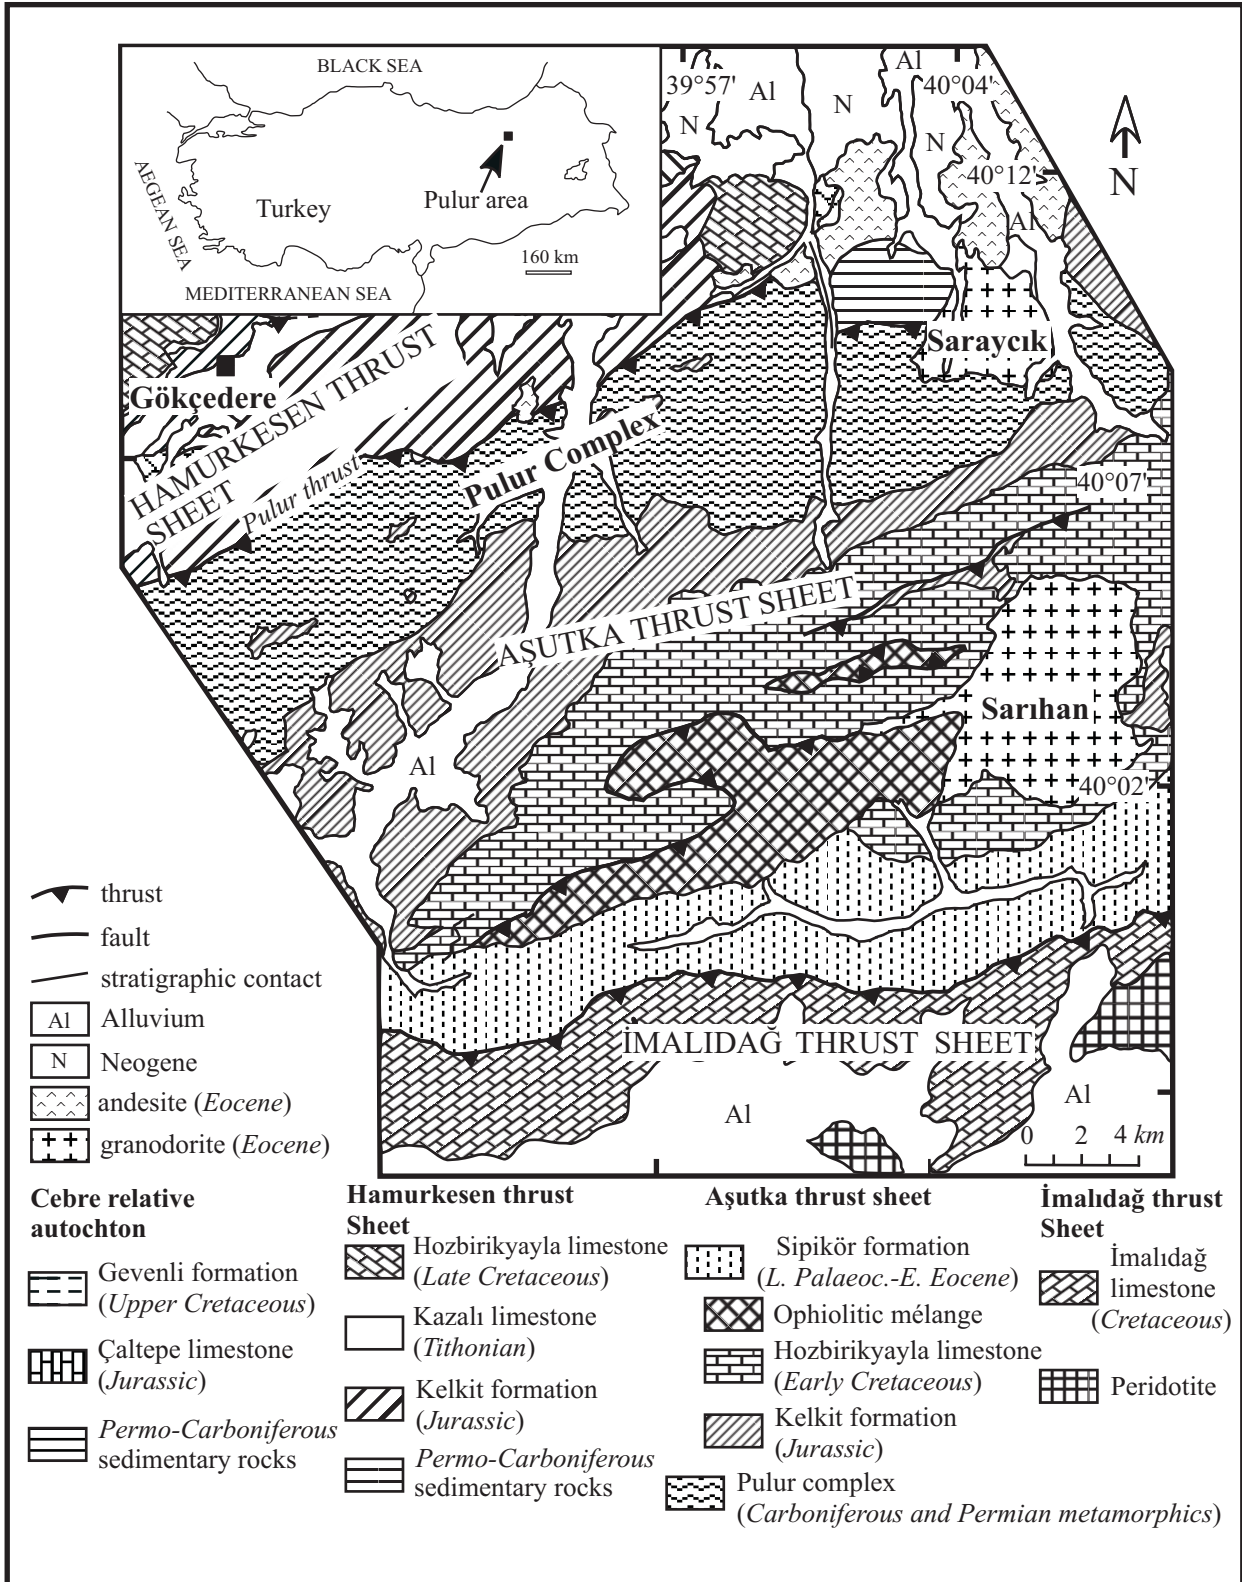 BLACK SEA
AEGEAN SEA
Turkey
Pulur area
160 km
MEDITERRANEAN SEA
39°57'
Al
Al
40°04'
N
N
N
40°12'
Al
N
Gökçedere
HAMURKESEN THRUST
SHEET
Pulur thrust
Pulur Complex
Saraycık
40°07'
AŞUTKA THRUST SHEET
Sarıhan
Al
40°02'
İMALIDAĞ THRUST SHEET
Al
Al
0 2 4 km
thrust
fault
stratigraphic contact
Al Alluvium
N Neogene
andesite (Eocene)
granodorite (Eocene)
Cebre relative
autochton
Gevenli formation
(Upper Cretaceous)
Çaltepe limestone
(Jurassic)
Permo-Carboniferous
sedimentary rocks
Hamurkesen thrust
Sheet
Hozbirikyayla limestone
(Late Cretaceous)
Kazalı limestone
(Tithonian)
Kelkit formation
(Jurassic)
Permo-Carboniferous
sedimentary rocks
Aşutka thrust sheet
Sipikör formation
(L. Palaeoc.-E. Eocene)
Ophiolitic mélange
Hozbirikyayla limestone
(Early Cretaceous)
Kelkit formation
(Jurassic)
Pulur complex
(Carboniferous and Permian metamorphics)
İmalıdağ thrust
Sheet
İmalıdağ
limestone
(Cretaceous)
Peridotite